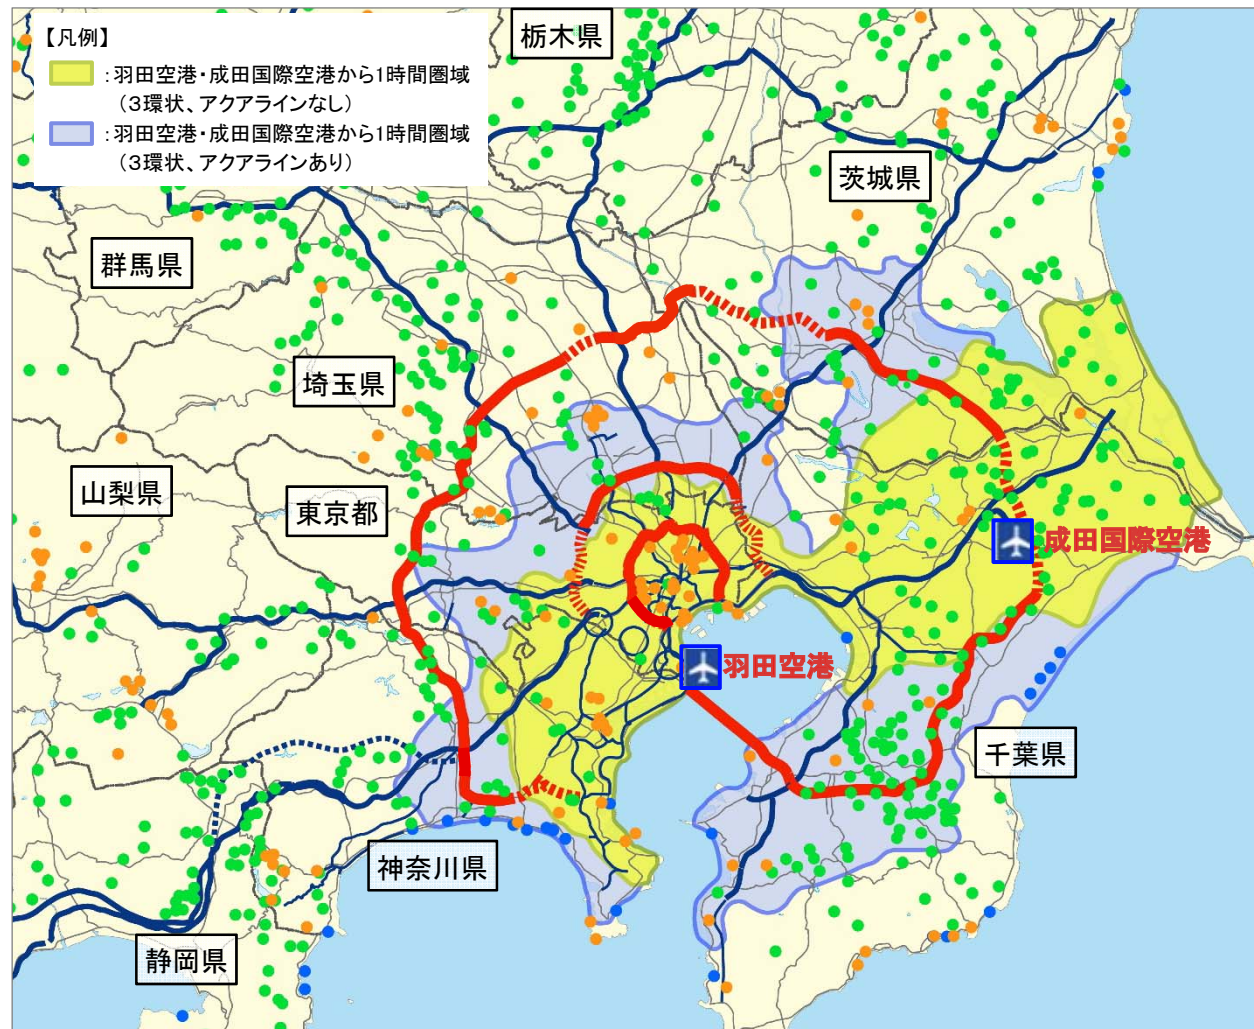 【凡例】
:羽田空港・成田国際空港から1時間圏域
(3環状、アクアラインなし)
:羽田空港・成田国際空港から1時間圏域
(3環状、アクアラインあり)
栃木県
茨城県
群馬県
埼玉県
山梨県
東京都
成田国際空港
羽田空港
千葉県
神奈川県
静岡県